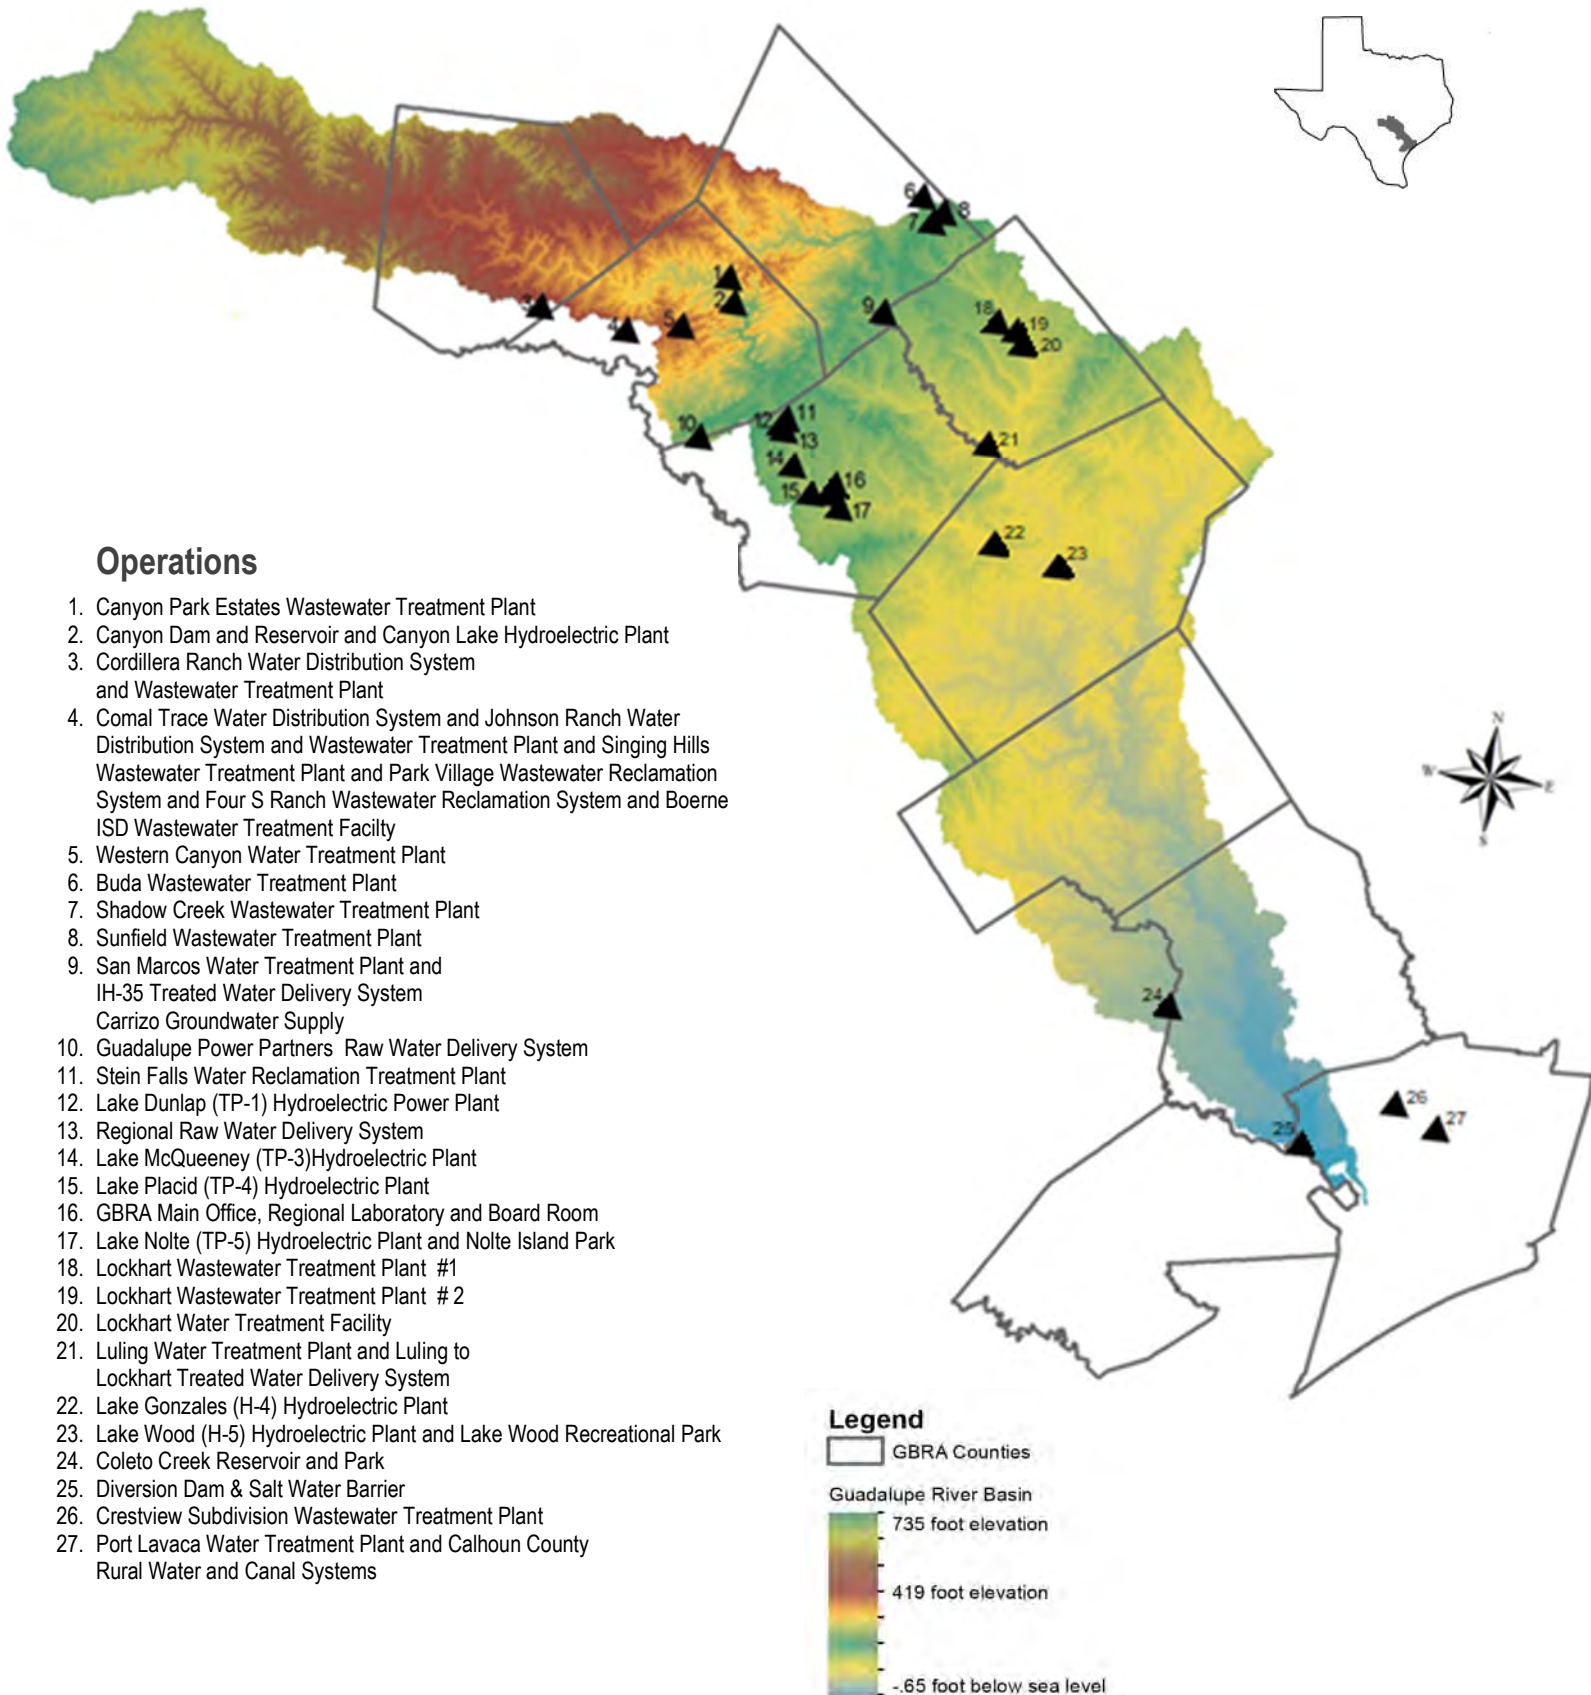 6
8
7
1
2
3
4
5
9
18
19
20
10
12
11
13
14
15
16
17
21
22
23
N
W
E
S
24
25
26
27
Operations
1. Canyon Park Estates Wastewater Treatment Plant
2. Canyon Dam and Reservoir and Canyon Lake Hydroelectric Plant
3. Cordillera Ranch Water Distribution System
and Wastewater Treatment Plant
4. Comal Trace Water Distribution System and Johnson Ranch Water
Distribution System and Wastewater Treatment Plant and Singing Hills
Wastewater Treatment Plant and Park Village Wastewater Reclamation
System and Four S Ranch Wastewater Reclamation System and Boerne
ISD Wastewater Treatment Facilty
5. Western Canyon Water Treatment Plant
6. Buda Wastewater Treatment Plant
7. Shadow Creek Wastewater Treatment Plant
8. Sunfield Wastewater Treatment Plant
9. San Marcos Water Treatment Plant and
IH-35 Treated Water Delivery System
Carrizo Groundwater Supply
10. Guadalupe Power Partners Raw Water Delivery System
11. Stein Falls Water Reclamation Treatment Plant
12. Lake Dunlap (TP-1) Hydroelectric Power Plant
13. Regional Raw Water Delivery System
14. Lake McQueeney (TP-3)Hydroelectric Plant
15. Lake Placid (TP-4) Hydroelectric Plant
16. GBRA Main Office, Regional Laboratory and Board Room
17. Lake Nolte (TP-5) Hydroelectric Plant and Nolte Island Park
18. Lockhart Wastewater Treatment Plant #1
19. Lockhart Wastewater Treatment Plant # 2
20. Lockhart Water Treatment Facility
21. Luling Water Treatment Plant and Luling to
Lockhart Treated Water Delivery System
22. Lake Gonzales (H-4) Hydroelectric Plant
23. Lake Wood (H-5) Hydroelectric Plant and Lake Wood Recreational Park
24. Coleto Creek Reservoir and Park
25. Diversion Dam & Salt Water Barrier
26. Crestview Subdivision Wastewater Treatment Plant
27. Port Lavaca Water Treatment Plant and Calhoun County
Rural Water and Canal Systems
Legend
GBRA Counties
Guadalupe River Basin
735 foot elevation
419 foot elevation
-.65 foot below sea level